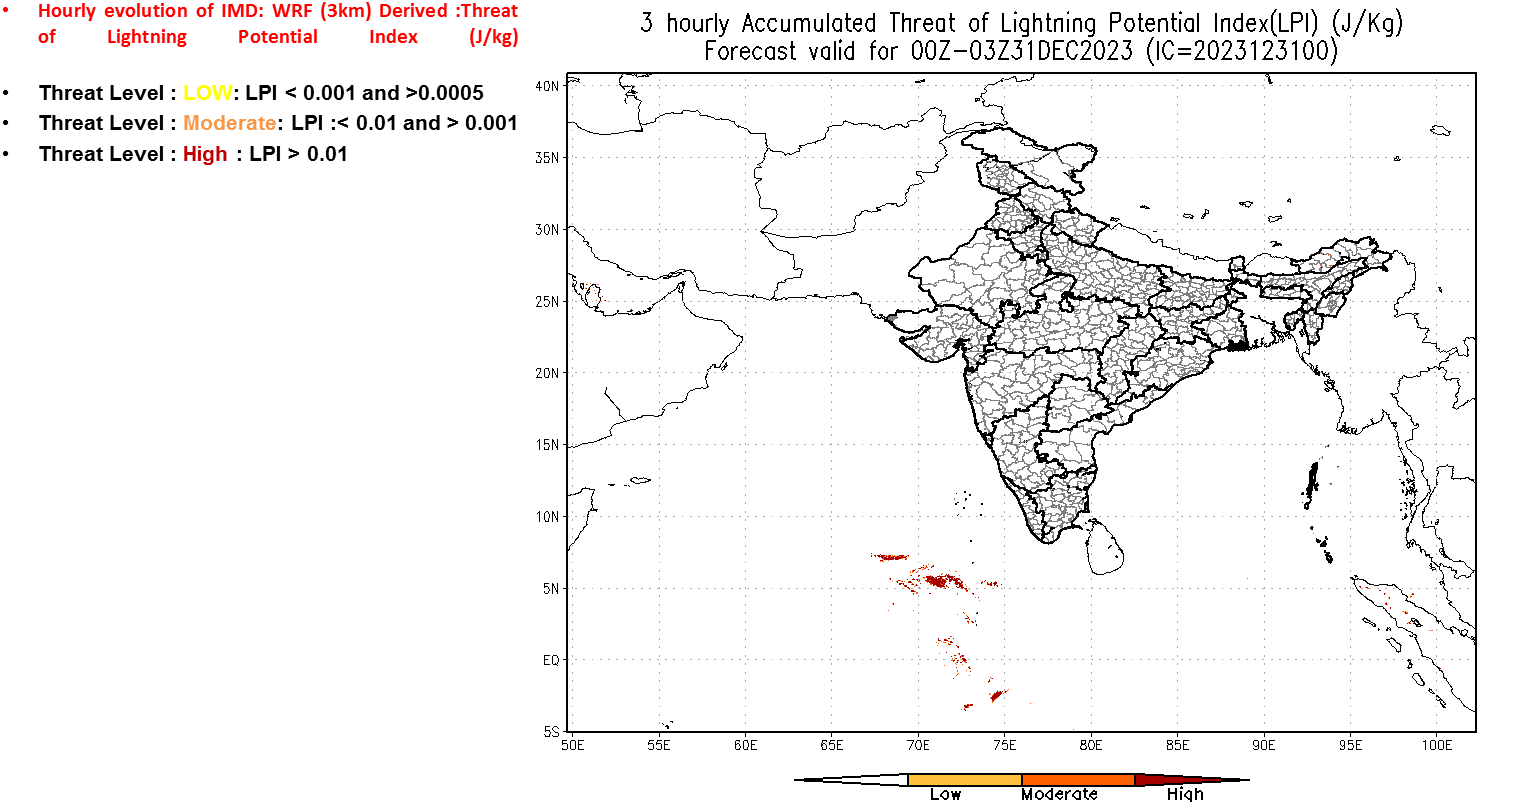 • Hourly evolution of IMD: WRF (3km) Derived :Threat
of Lightning Potential Index (J/kg)
• Threat Level : LOW: LPI < 0.001 and >0.0005
• Threat Level : Moderate: LPI :< 0.01 and > 0.001
• Threat Level : High : LPI > 0.01
3 hourly Accumulated Threat of Lightning Potential Index(LPI) (J/Kg)
Forecast valid for 00Z-03Z31DEC2023 (IC=2023123100)
40N
35N
30N
25N
20N
15N
10N
5N
EQ
5S
50E 55E 60E 65E 70E 75E 80E 85E 90E 95E 100E
Low Moderate High